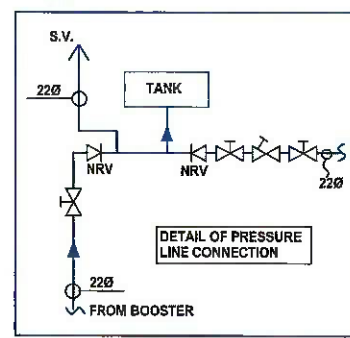 S.V.
22Ø
TANK
NRV
NRV
22Ø
DETAIL OF PRESSURE
LINE CONNECTION
22Ø
FROM BOOSTER